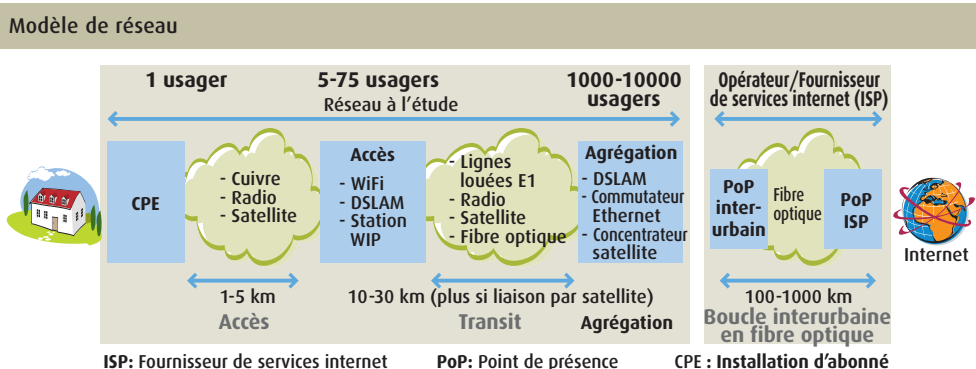 Modèle de réseau
1 usager
5-75 usagers
1000-10000
usagers
Réseau à l'étude
Opérateur/Fournisseur
de services internet (ISP)
CPE
- Cuivre
- Radio
- Satellite
Accès
- WiFi
- DSLAM
- Station
WIP
- Lignes
louées E1
- Radio
- Satellite
- Fibre optique
Agrégation
- DSLAM
- Commutateur
Ethernet
- Concentrateur
satellite
PoP
inter-
urbain
Fibre
optique
PoP
ISP
Internet
1-5 km
10-30 km (plus si liaison par satellite)
100-1000 km
Accès
Transit
Agrégation
Boucle interurbaine
en fibre optique
ISP: Fournisseur de services internet
PoP: Point de présence
CPE : Installation d'abonné